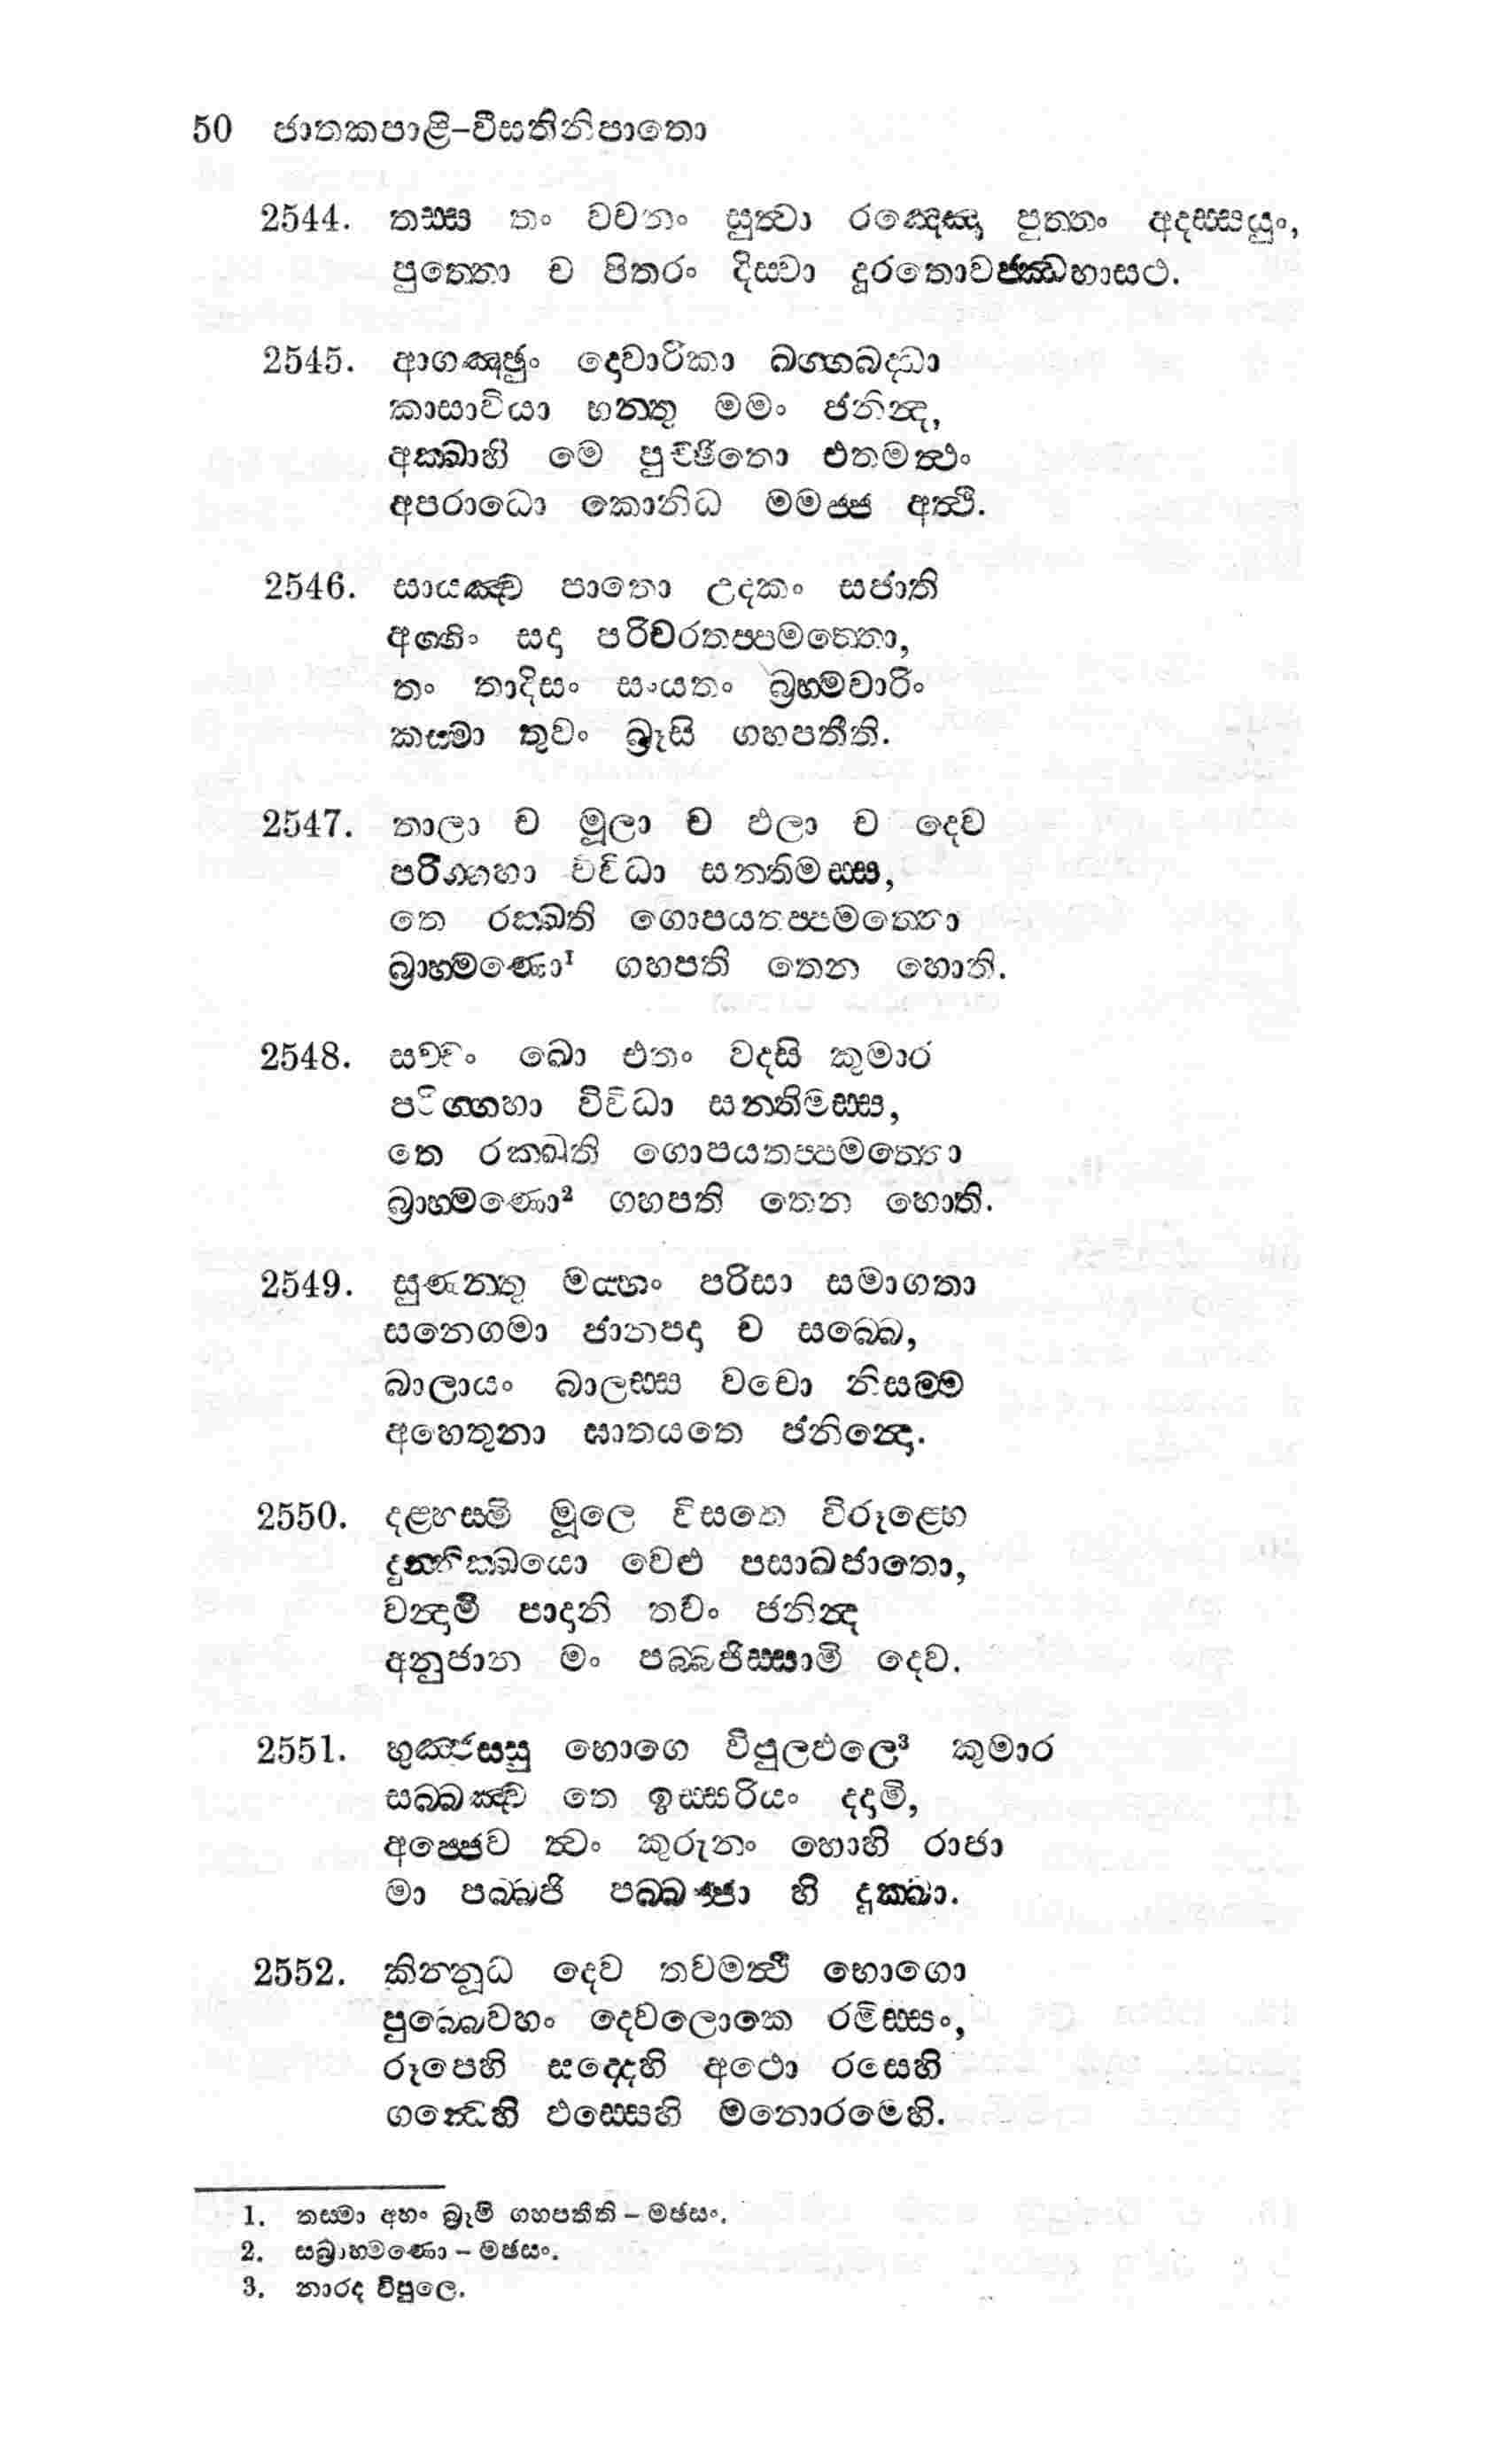 50 ජාතකපාළි–වීසතිනිපාතො
2544. තස්ස තං වචනං සුත්වා රඤ්ඤො පුත්තං අදස්සයුං,
පුත්තො ච පිතරං දිස්වා දූරතොවජ්ඣභාසථ.
2545. ආගඤ්ඡුං දොවාරිකා ඛග්ගබද්ධා
කාසාවියා හන්තු මමං ජනින්ද,
අක්ඛාහි මෙ පුච්ඡිතො එතමත්ථං
අපරාධො කොනිධ මමජ්ජ අත්ථි.
2546. සායඤ්ච පාතො උදකං සජාති
අග්ගිං සදා පරිචරතප්පමත්තො,
තං තාදිසං සංයතං බ්‍රහ්මචාරිං
කස්මා තුවං බ්‍රූසි ගහපතීති.
2547. තාලා ච මූලා ච ඵලා ච දෙව
පරිග්ගහා විවිධා සන්තිමස්ස,
තෙ රක්ඛති ගොපයතප්පමත්තො
බ්‍රාහ්මණො¹ ගහපති තෙන හොති.
2548. සච්චං ඛො එතං වදසි කුමාර
පරිග්ගහා විවිධා සන්තිමස්ස,
තෙ රක්ඛති ගොපයතප්පමත්තො
බ්‍රාහ්මණො² ගහපති තෙන හොති.
2549. සුණන්තු මය්හං පරිසා සමාගතා
සනෙගමා ජානපදා ච සබ්බෙ,
බාලායං බාලස්ස වචො නිසම්ම
අහෙතුනා ඝාතයතෙ ජනින්දො.
2550. දළ්හස්මි මූලෙ විසතෙ විරූළ්හෙ
දුන්නික්ඛයො වෙළු පසාඛජාතො,
වන්දාමි පාදානි තවං ජනින්ද
අනුජාන මං පබ්බජිස්සාමි දෙව.
2551. භුඤ්ජස්සු භොගෙ විපුලඵලෙ³ කුමාර
සබ්බඤ්ච තෙ ඉස්සරියං දදාමි,
අජ්ජෙව ත්වං කුරූනං හොහි රාජා
මා පබ්බජි පබ්බජ්ජා හි දුක්ඛා.
2552. කින්නූධ දෙව තවමත්ථි භොගො
පුබ්බෙවහං දෙවලොකෙ රමිස්සං,
රූපෙහි සද්දෙහි අථො රසෙහි
ගන්ධෙහි ඵස්සෙහි මනොරමෙහි.
1. තස්මා අහං බ්‍රූමි ගහපතීති – මඡසං.
2. සබ්‍රාහ්මණො – මඡසං.
3. නාරද විපුලෙ.